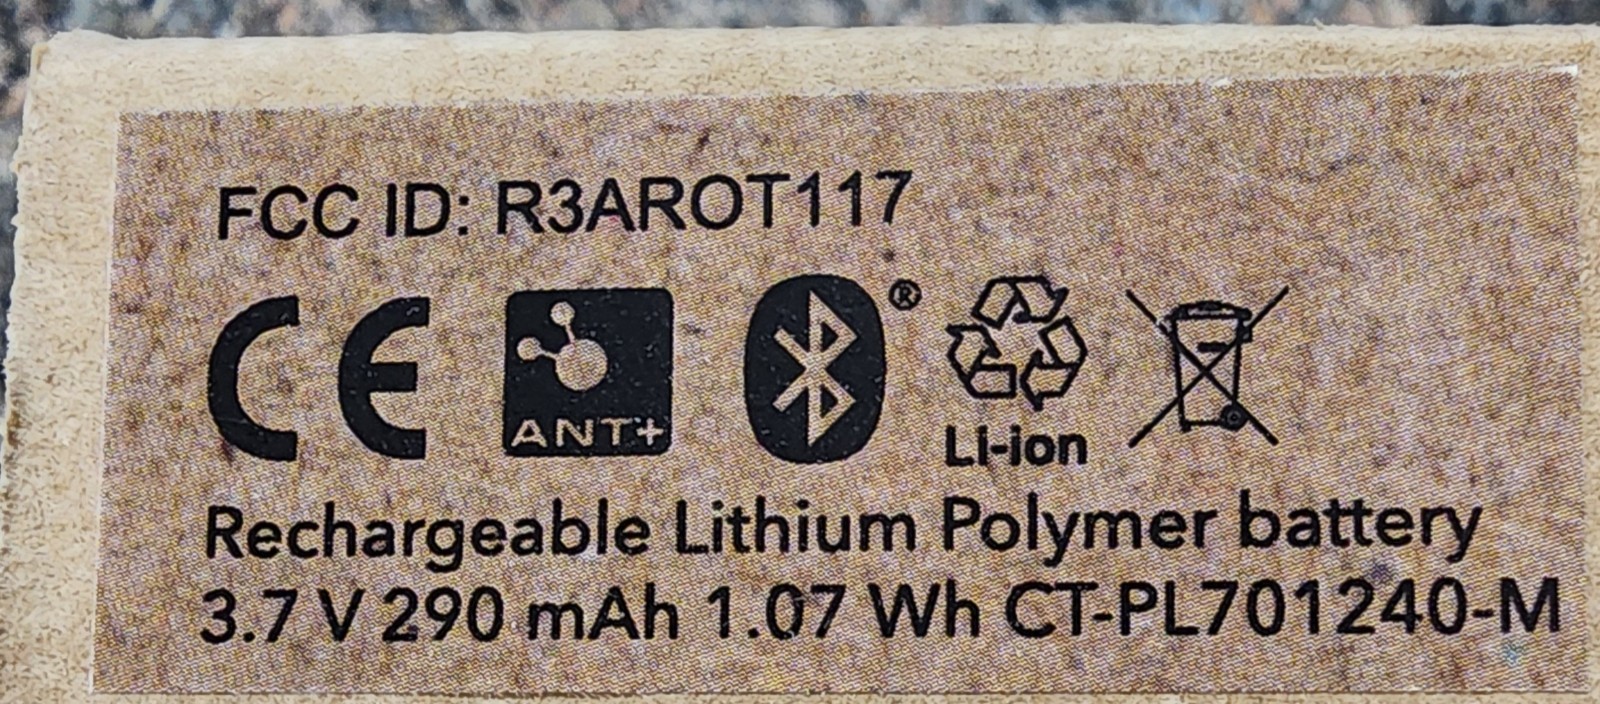 FCC ID: R3AROT117
CE ANT+ ® Li-ion
Rechargeable Lithium Polymer battery
3.7 V 290 mAh 1.07 Wh CT-PL701240-M